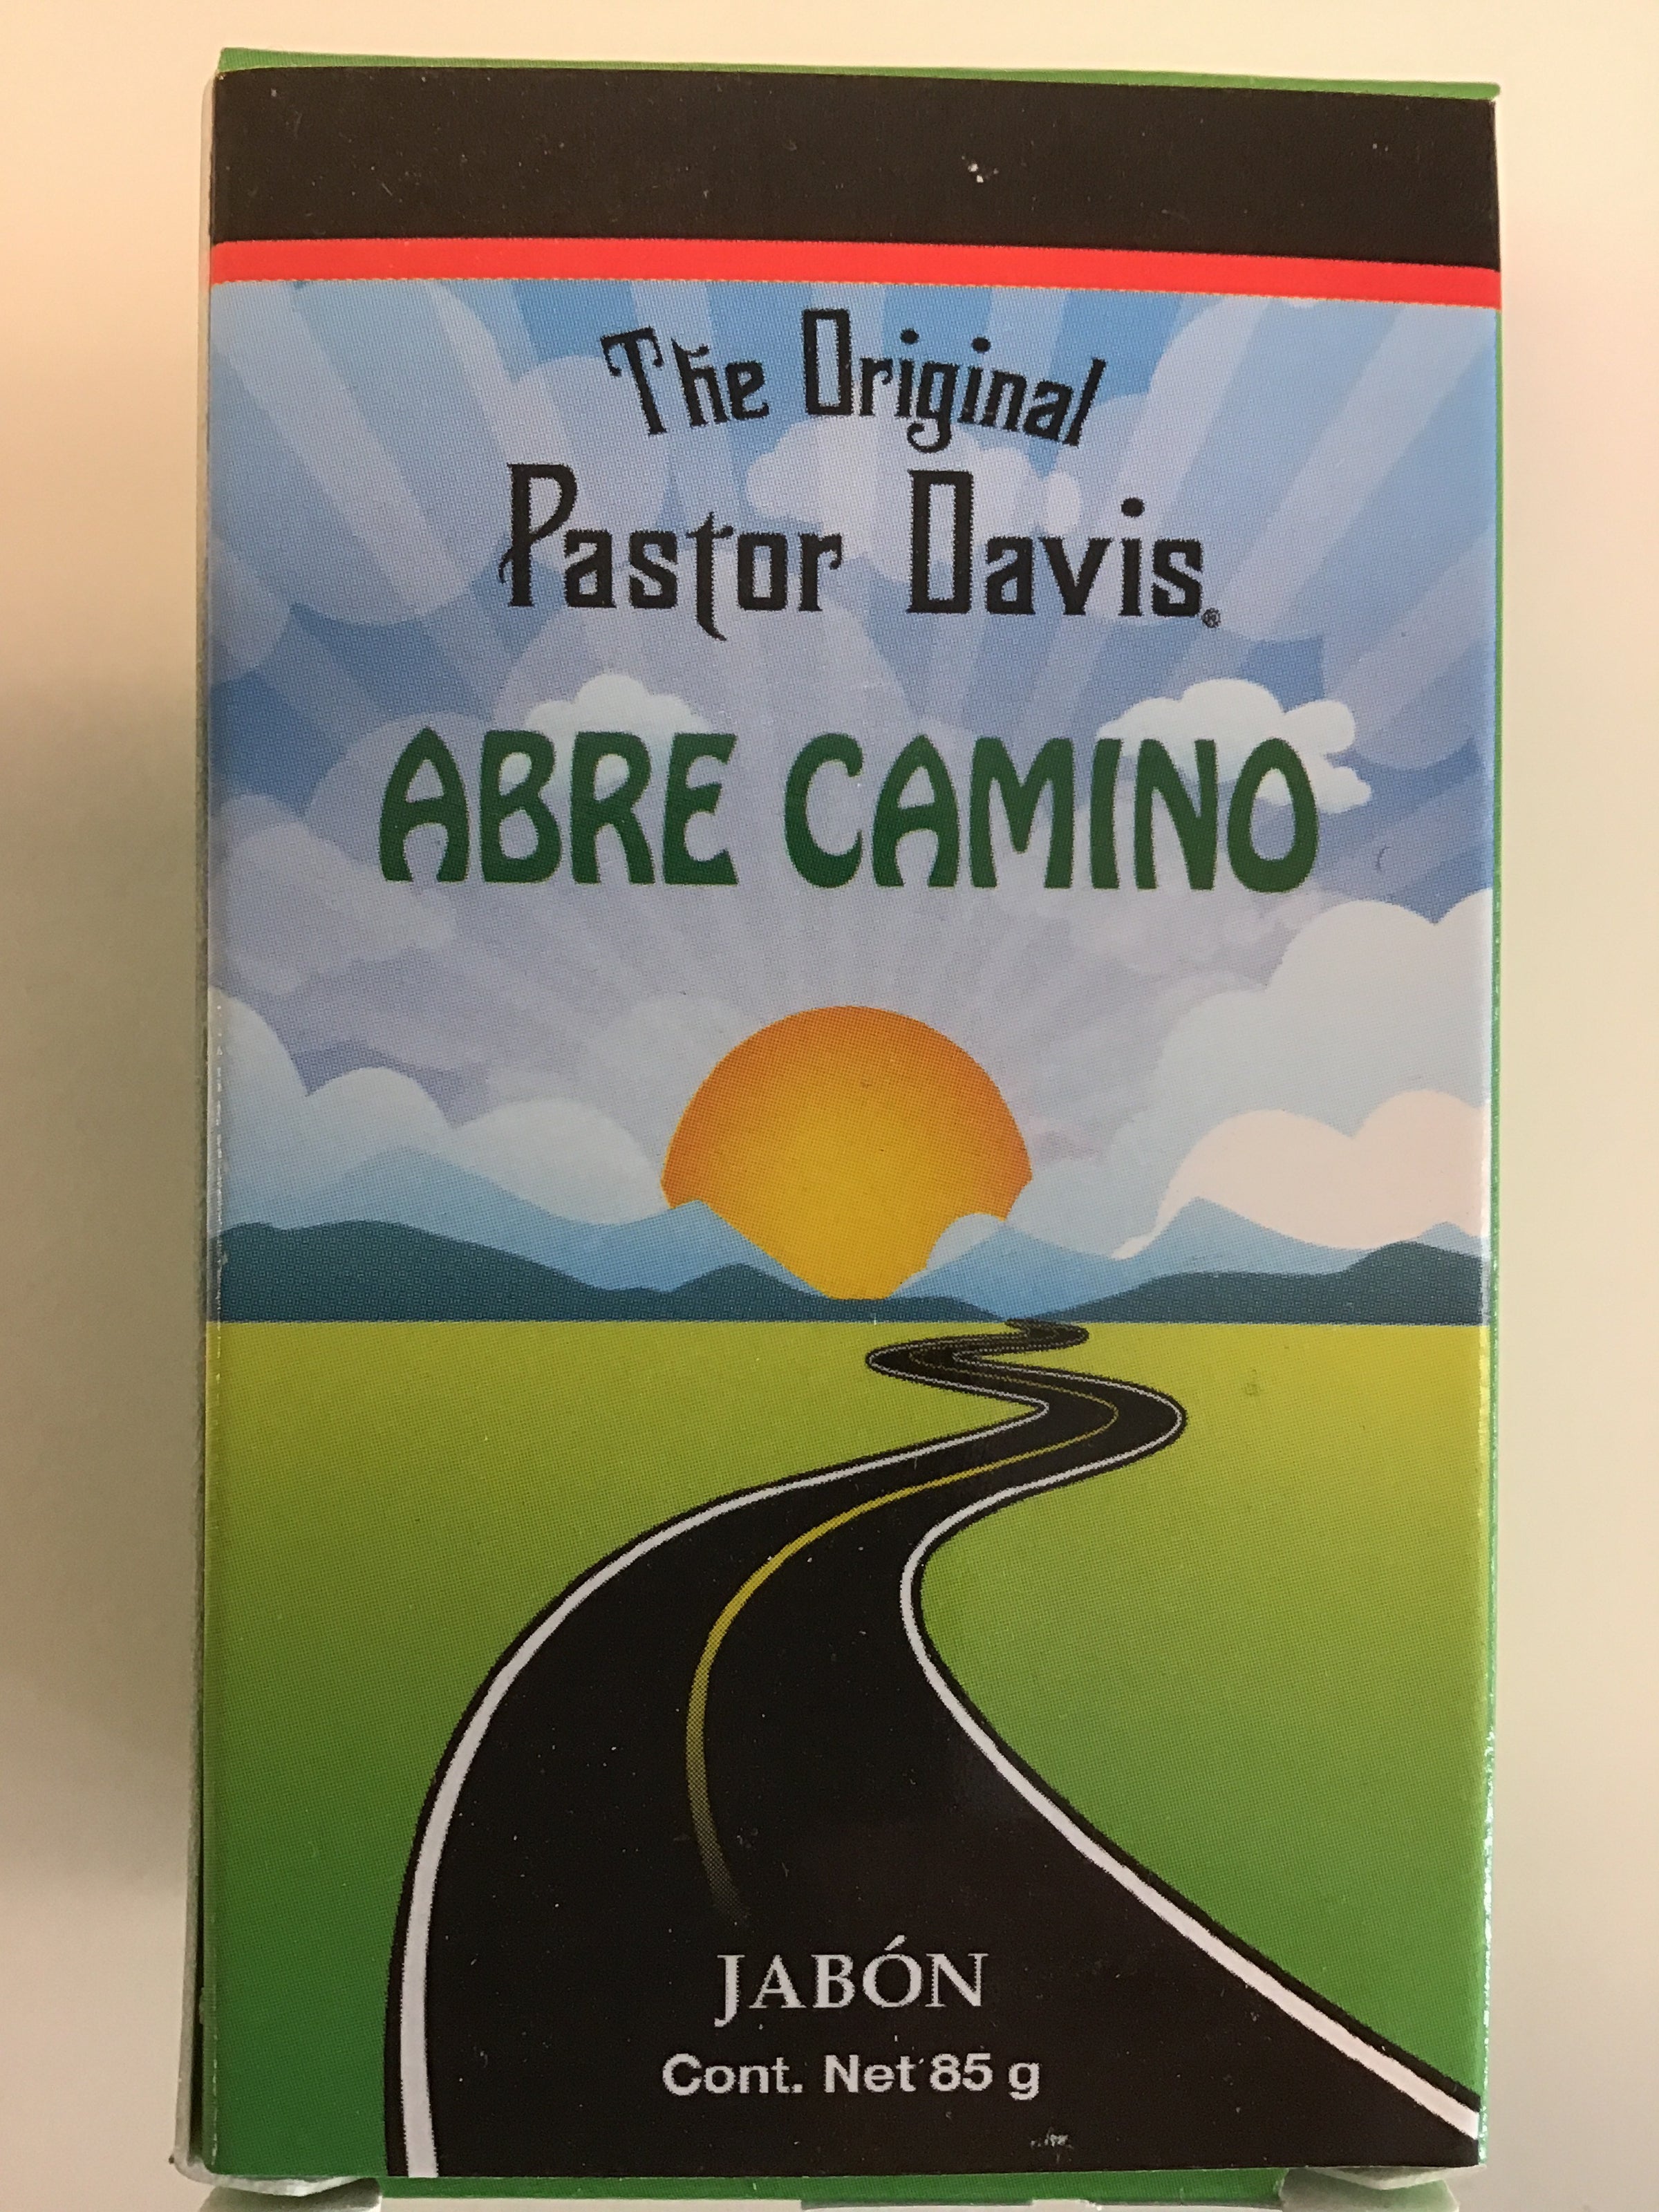 The Original
Pastor Davis®
ABRE CAMINO
JABÓN
Cont. Net 85 g